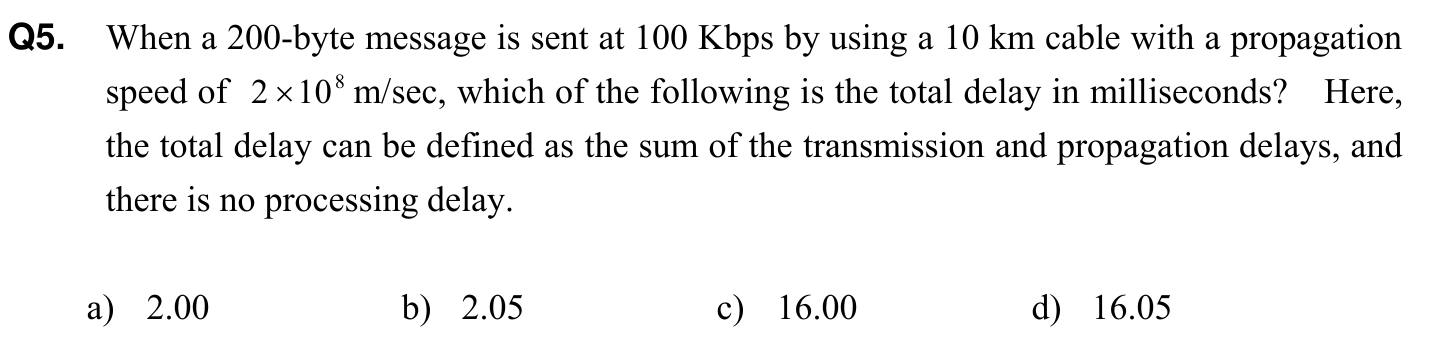 Q5. When a 200-byte message is sent at 100 Kbps by using a 10 km cable with a propagation
speed of 2×10⁸ m/sec, which of the following is the total delay in milliseconds? Here,
the total delay can be defined as the sum of the transmission and propagation delays, and
there is no processing delay.
a) 2.00 b) 2.05 c) 16.00 d) 16.05